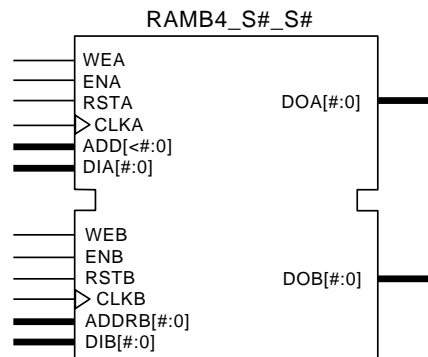 RAMB4_S#_S#
WEA
ENA
RSTA
CLKA
ADD[<#:0]
DIA[#:0]
DOA[#:0]
WEB
ENB
RSTB
CLKB
ADDRB[#:0]
DIB[#:0]
DOB[#:0]